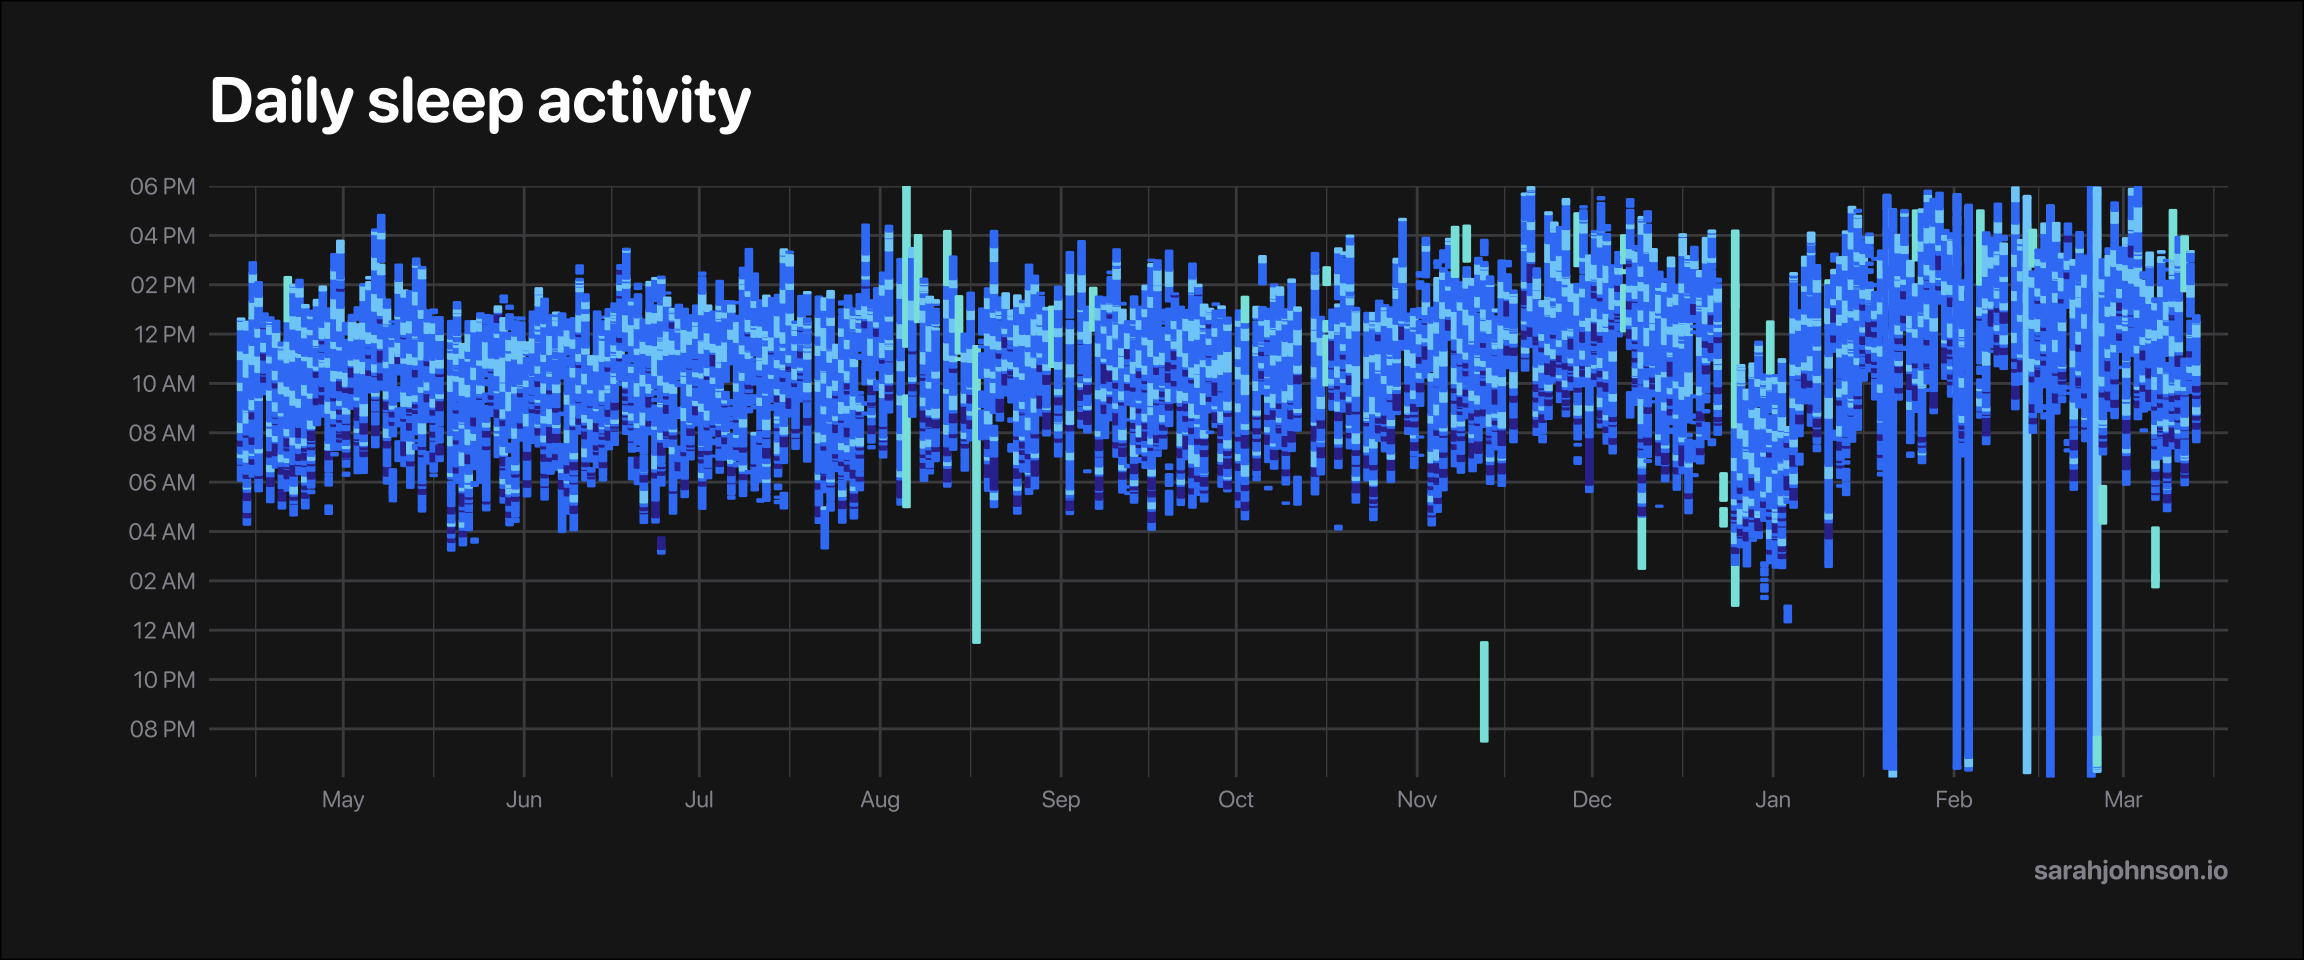 Daily sleep activity
06 PM
04 PM
02 PM
12 PM
10 AM
08 AM
06 AM
04 AM
02 AM
12 AM
10 PM
08 PM
May Jun Jul Aug Sep Oct Nov Dec Jan Feb Mar
sarahjohnson.io